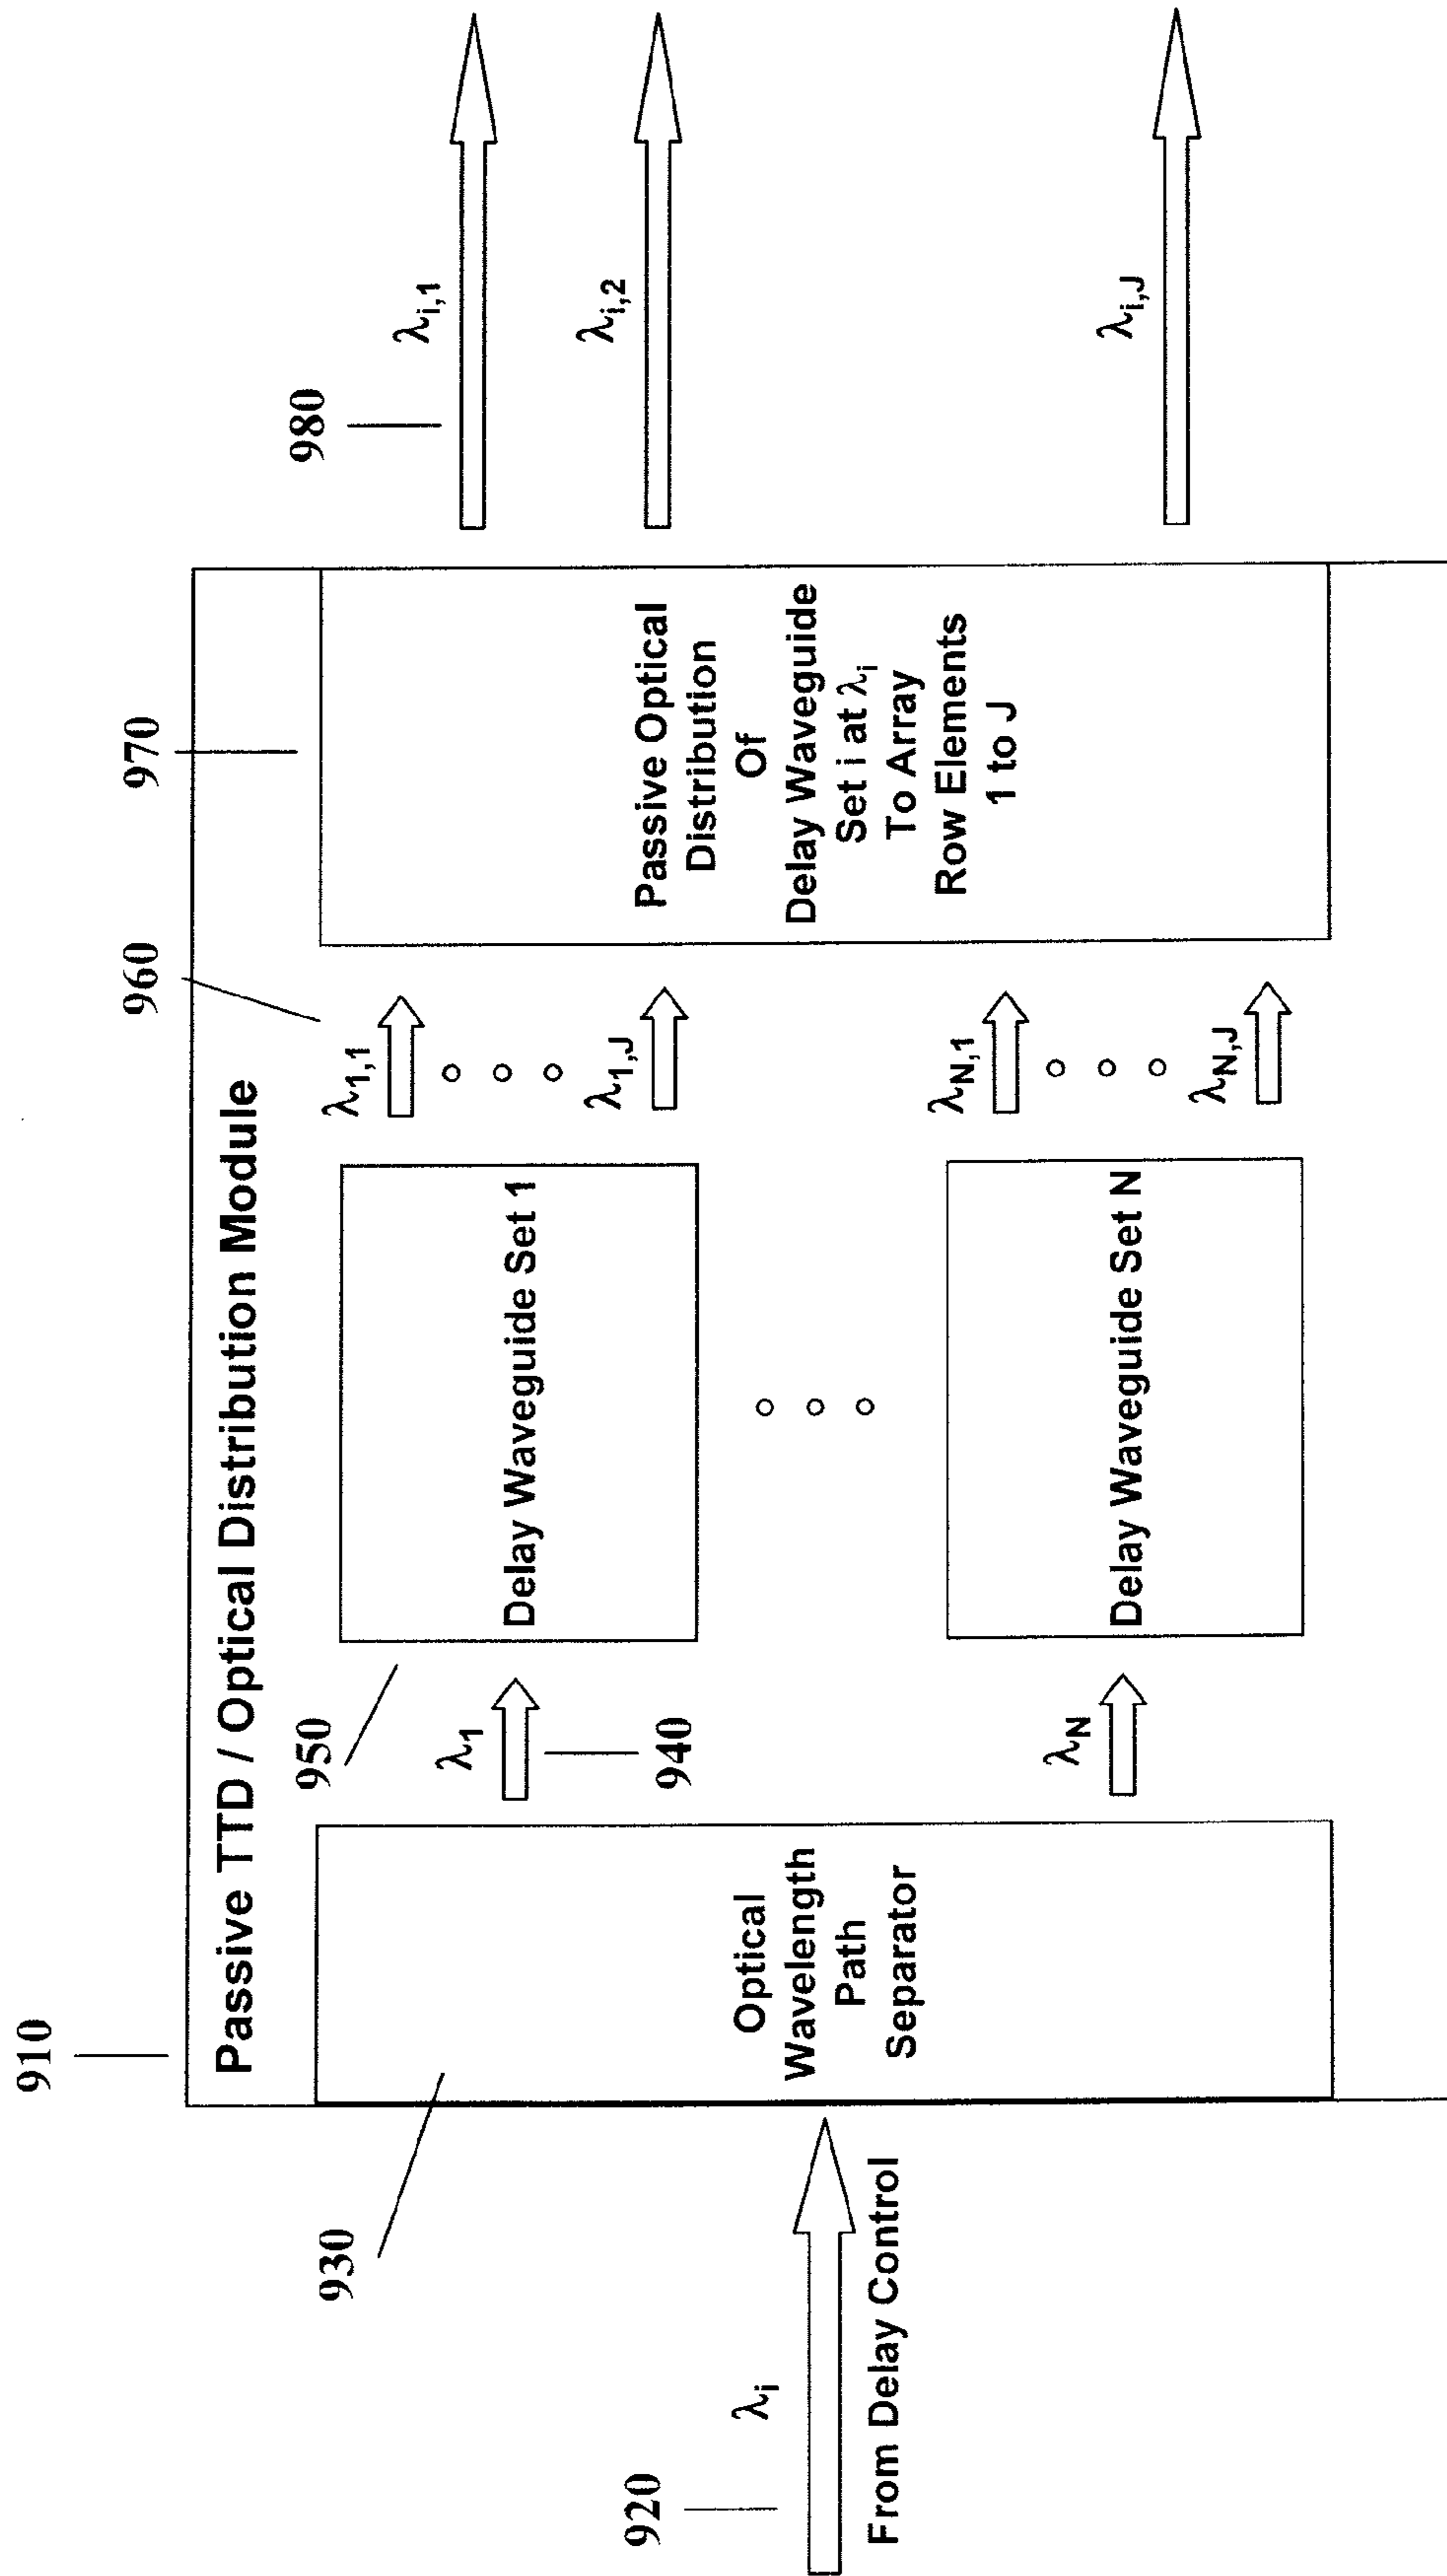 910
Passive TTD / Optical Distribution Module
920
λi
From Delay Control
930
Optical
Wavelength
Path
Separator
940
λ1
λN
950
Delay Waveguide Set 1
Delay Waveguide Set N
960
λ1,1
λ1,J
λN,1
λN,J
970
Passive Optical
Distribution
Of
Delay Waveguide
Set i at λi
To Array
Row Elements
1 to J
980
λi,1
λi,2
λi,J